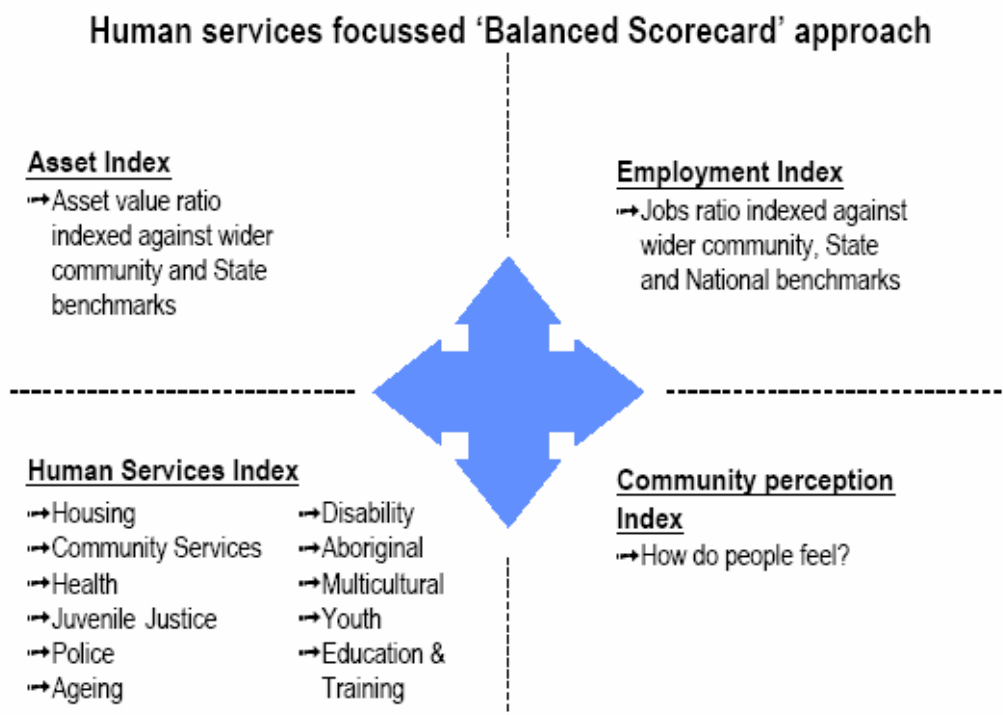 Human services focussed ‘Balanced Scorecard’ approach
Asset Index
→Asset value ratio
indexed against wider
community and State
benchmarks
Employment Index
→Jobs ratio indexed against
wider community, State
and National benchmarks
Human Services Index
→Housing
→Community Services
→Health
→Juvenile Justice
→Police
→Ageing
→Disability
→Aboriginal
→Multicultural
→Youth
→Education &
Training
Community perception
Index
→How do people feel?